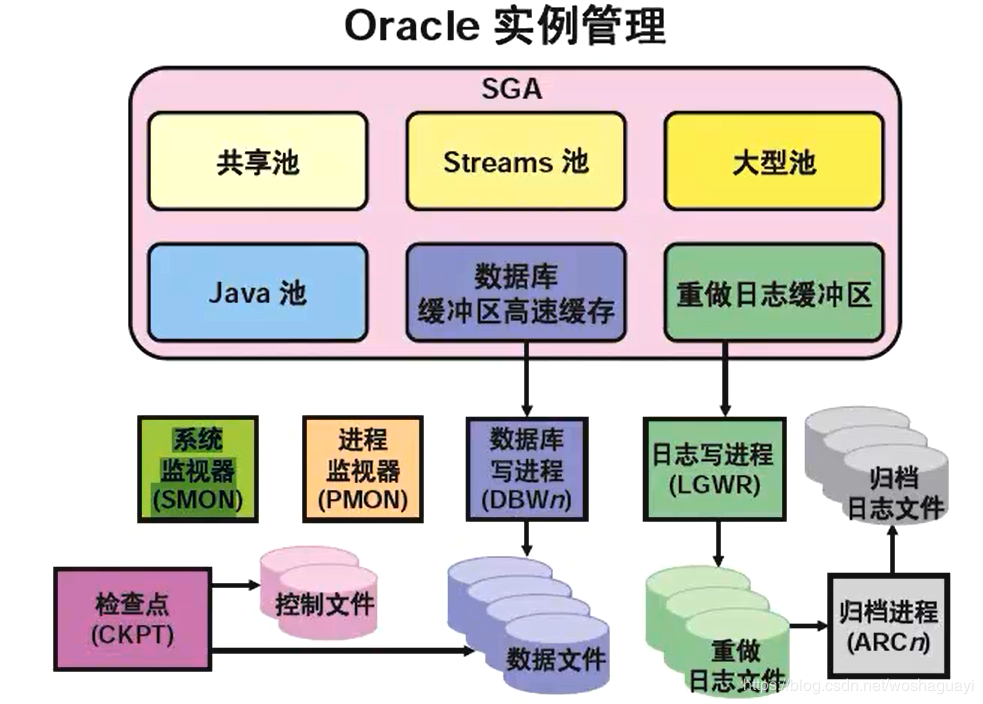 Oracle 实例管理
SGA
共享池
Streams 池
大型池
Java 池
数据库
缓冲区高速缓存
重做日志缓冲区
系统
监视器
(SMON)
进程
监视器
(PMON)
数据库
写进程
(DBWn)
日志写进程
(LGWR)
归档
日志文件
检查点
(CKPT)
控制文件
数据文件
重做
日志文件
归档进程
(ARCn)
https://blog.csdn.net/woshaguayi